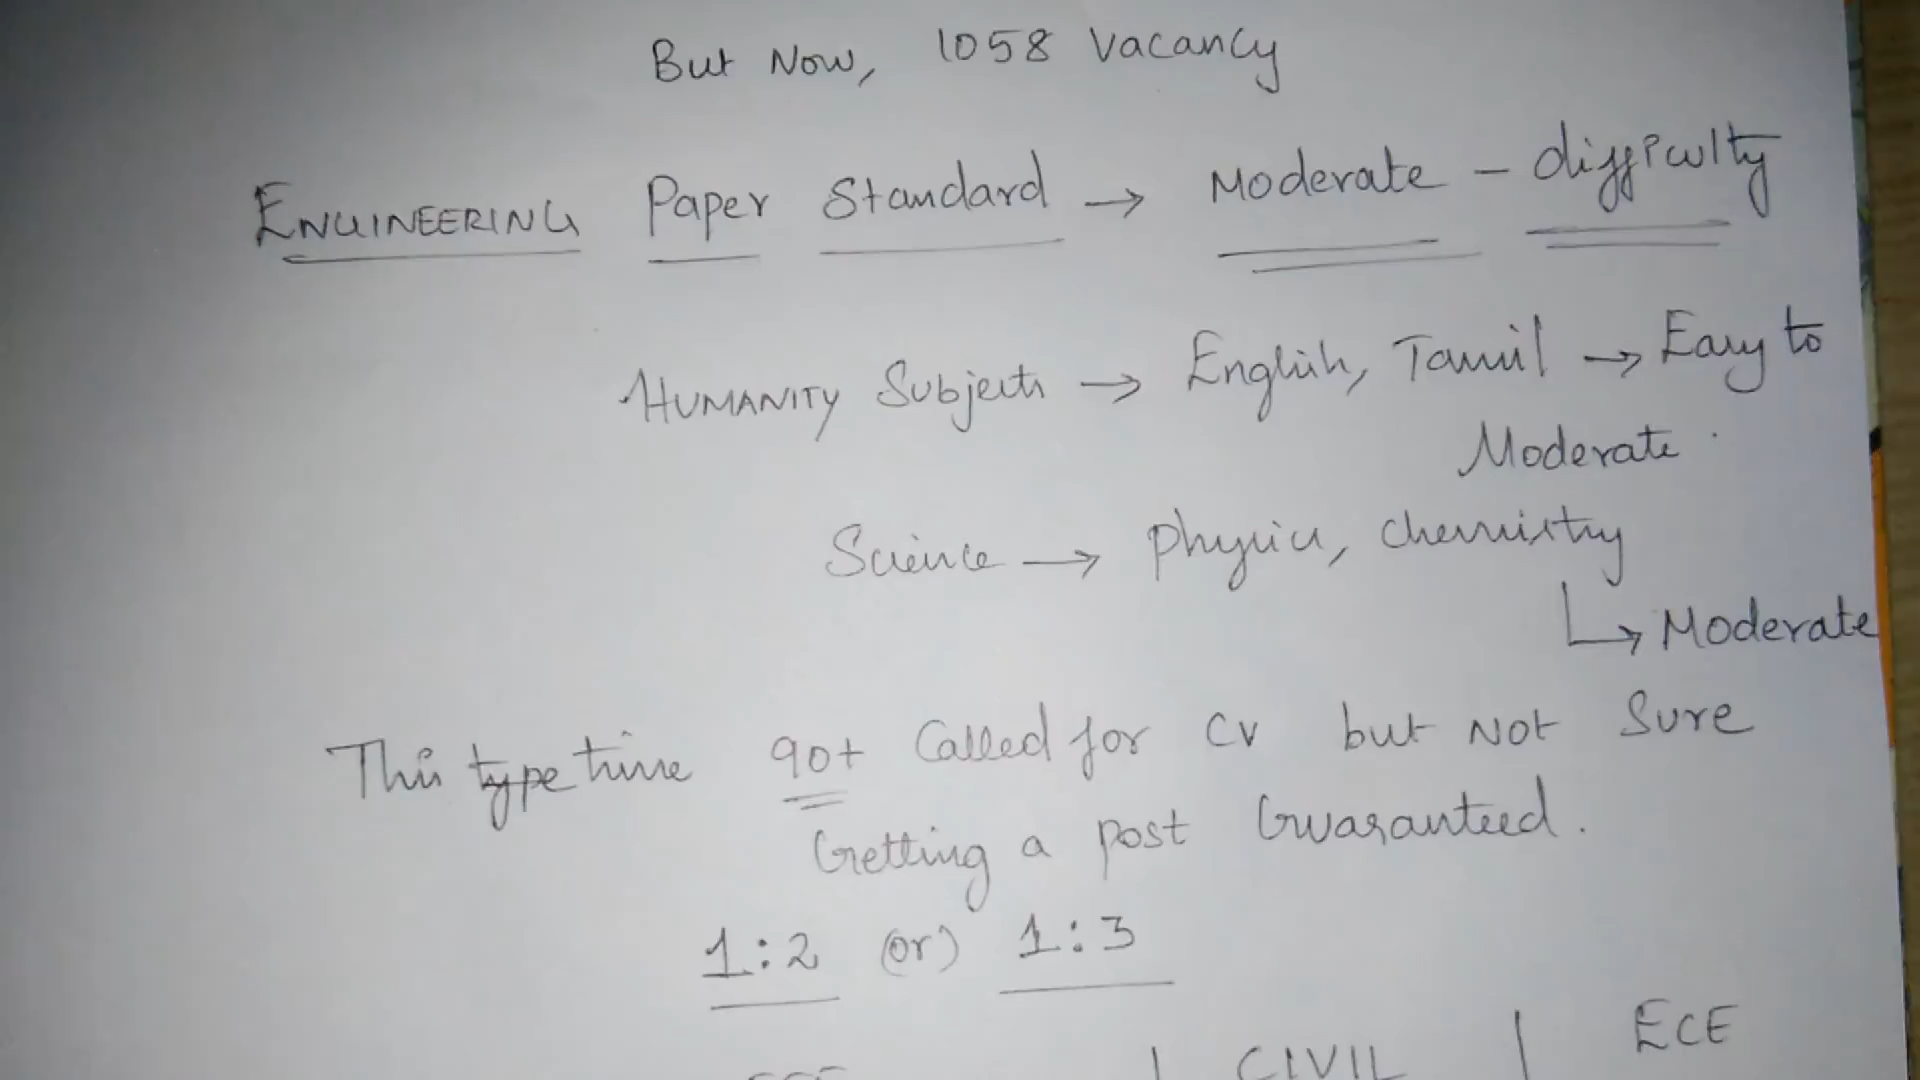 But Now, 1058 Vacancy
ENGINEERING Paper Standard → Moderate - difficulty
HUMANITY Subjects → English, Tamil → Easy to
Moderate.
Science → Physics, Chemistry
↳ Moderate
This type time 90+ Called for CV but Not Sure
Getting a post Guaranteed.
1:2 (or) 1:3
| CIVIL | ECE